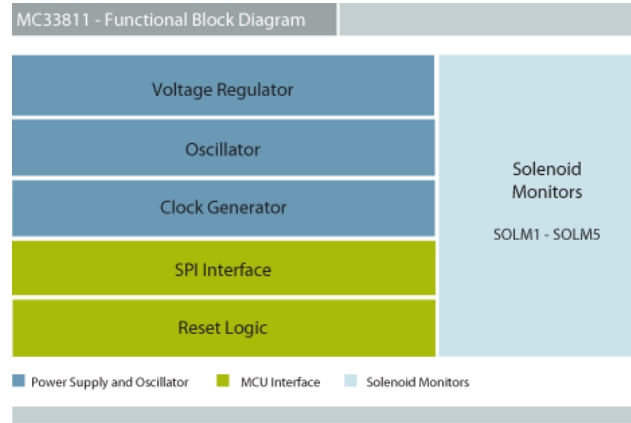 MC33811 - Functional Block Diagram
Voltage Regulator
Oscillator
Clock Generator
SPI Interface
Reset Logic
Solenoid
Monitors
SOLM1 - SOLM5
Power Supply and Oscillator
MCU Interface
Solenoid Monitors